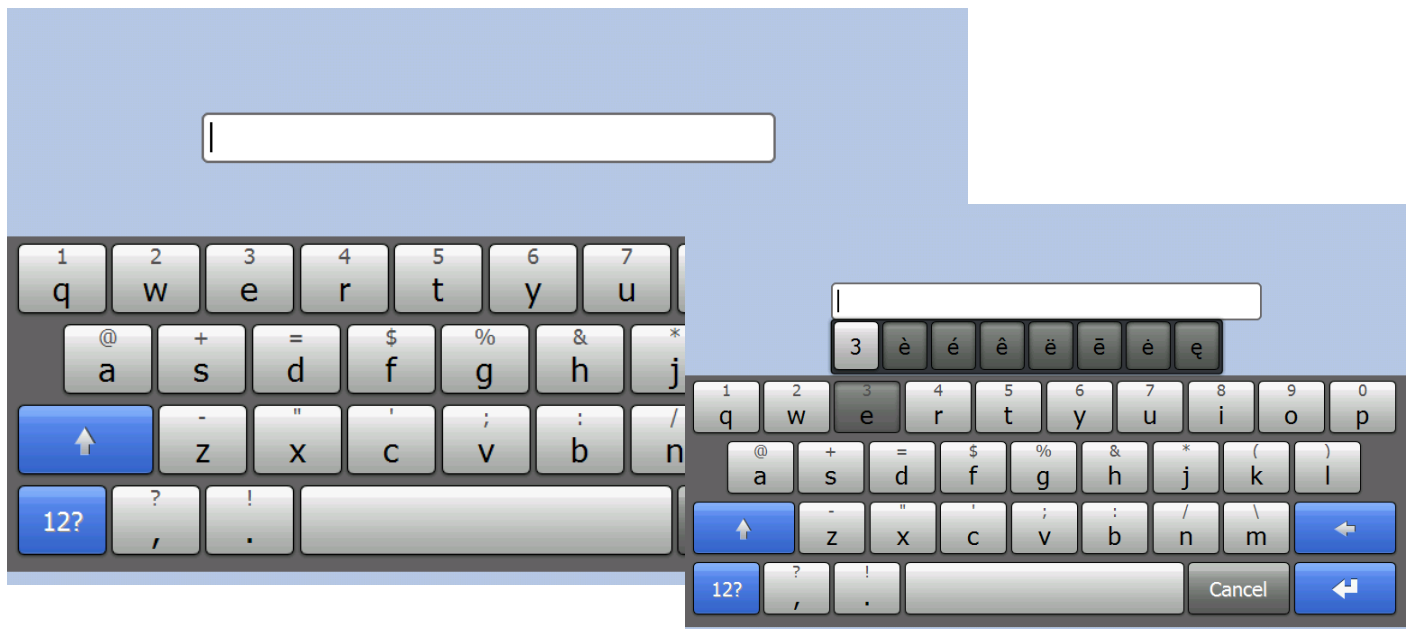 1 2 3 4 5 6 7
q w e r t y u
@ + = $ % & *
a s d f g h j
- " ' ; : /
z x c v b n
? !
12? , .
3 è é ê ë ē ė ę
1 2 3 4 5 6 7 8 9 0
q w e r t y u i o p
@ + = $ % & * ( )
a s d f g h j k l
- " ' ; : / \
z x c v b n m
? !
12? , . Cancel